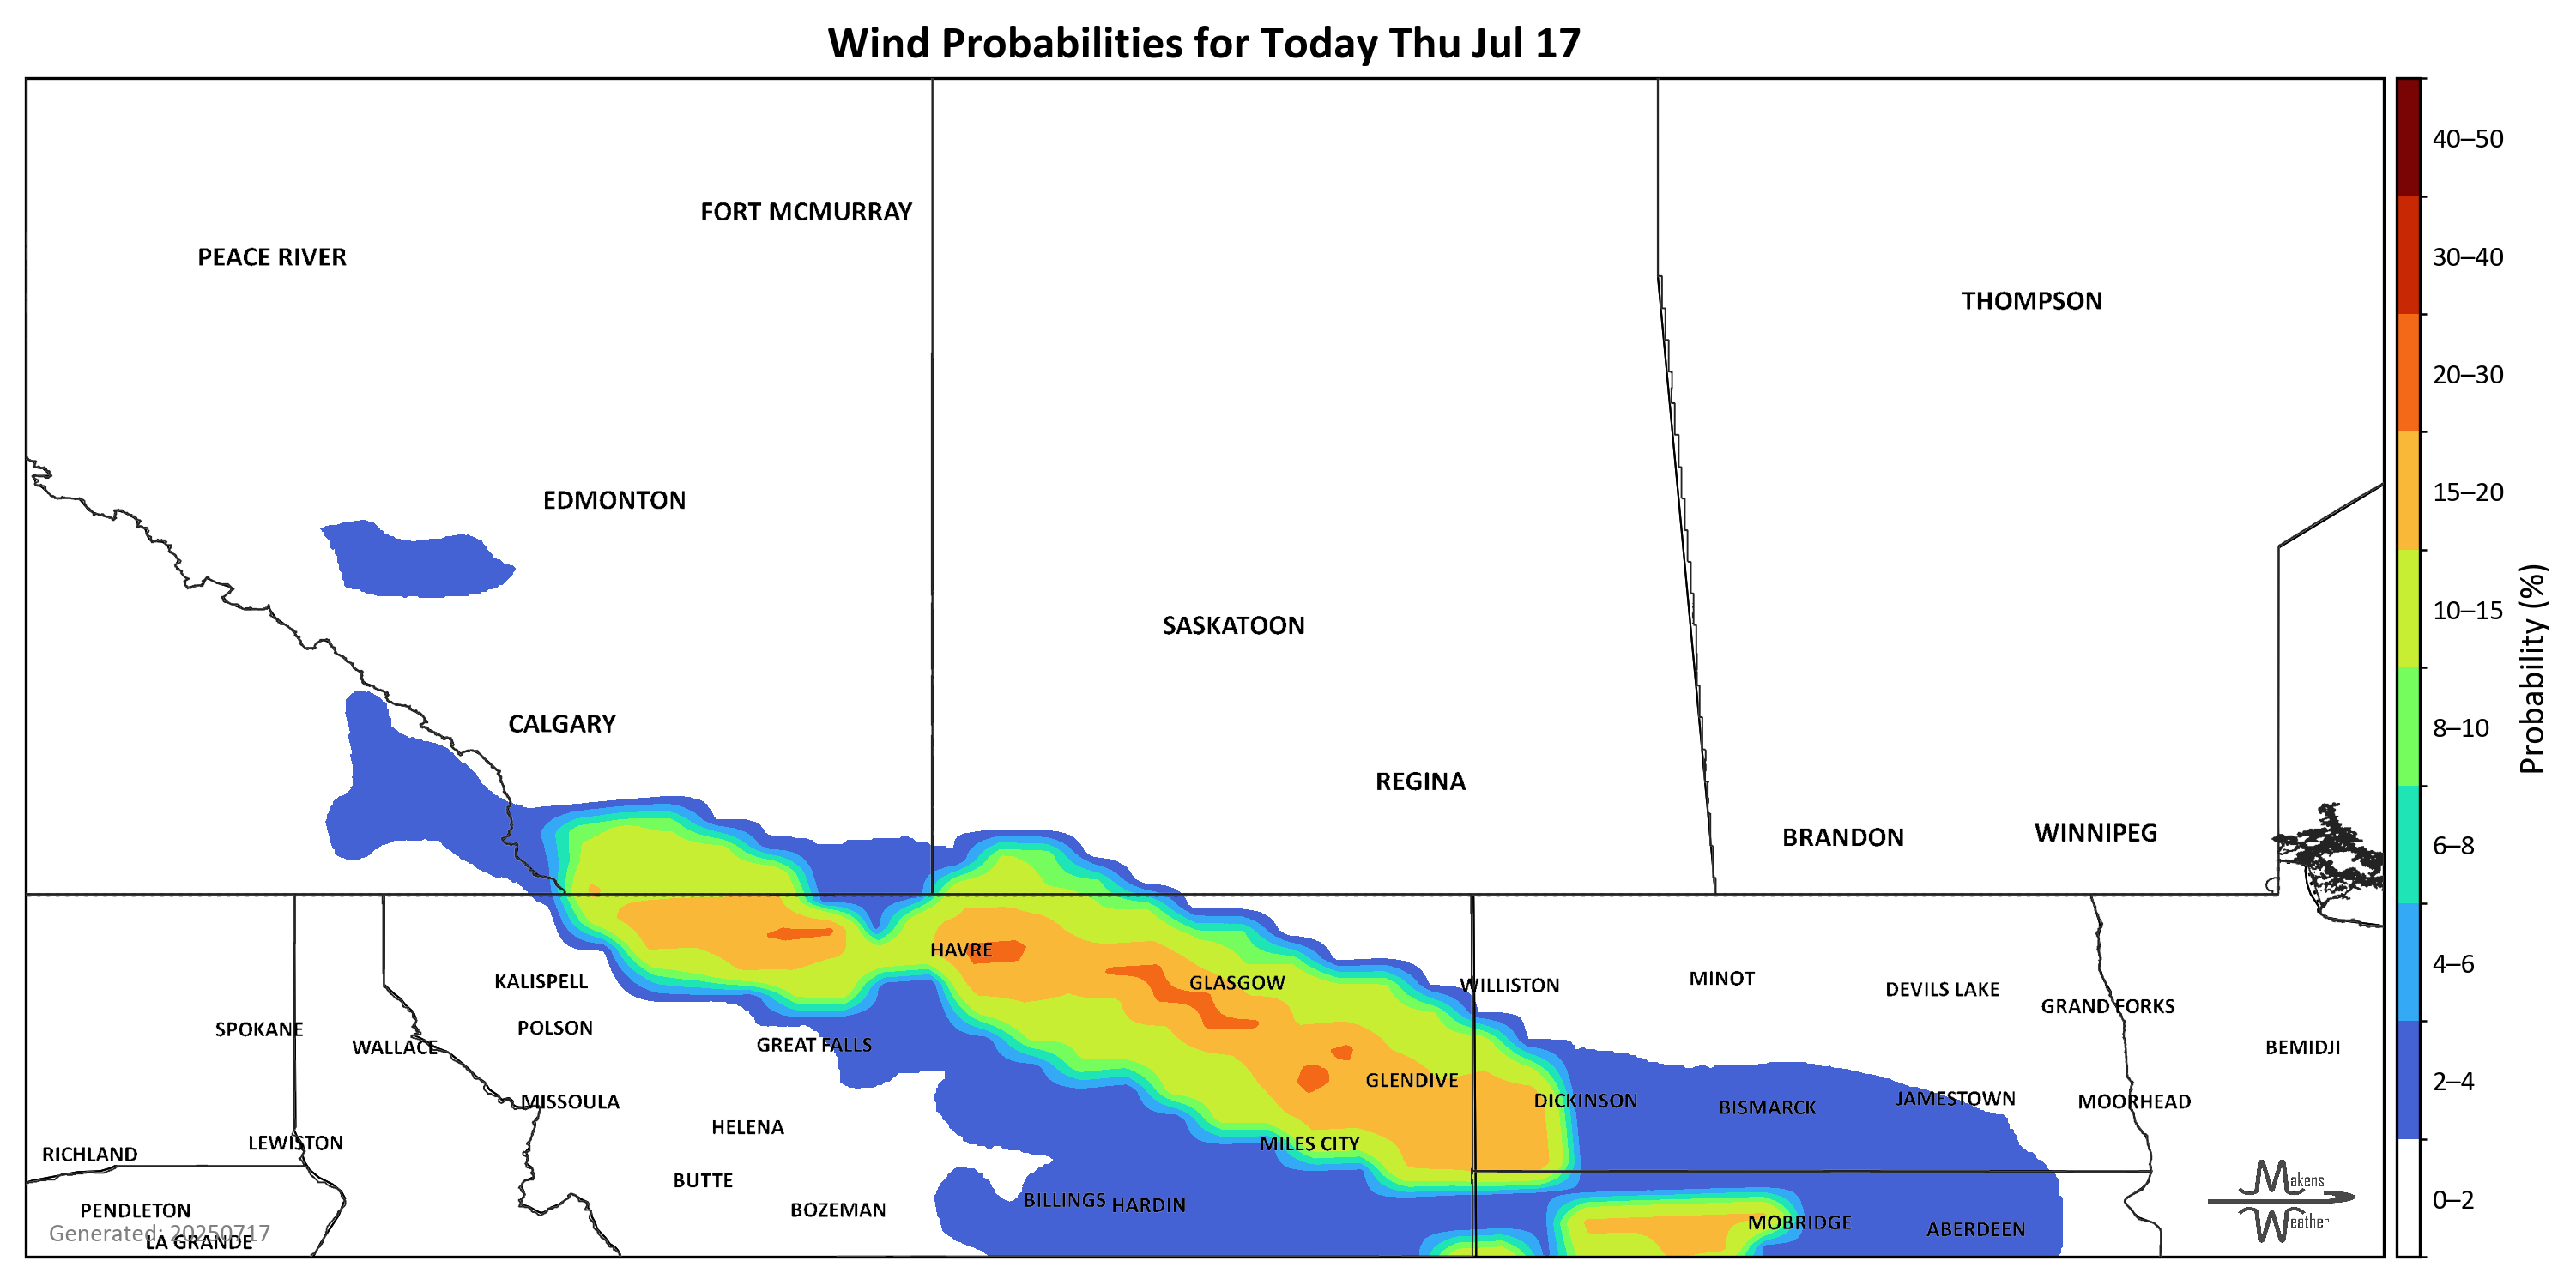 Wind Probabilities for Today Thu Jul 17
40–50
FORT MCMURRAY
PEACE RIVER
30–40
THOMPSON
20–30
EDMONTON
15–20
10–15
SASKATOON
Probability (%)
CALGARY
8–10
REGINA
BRANDON
WINNIPEG
6–8
HAVRE
4–6
KALISPELL
GLASGOW
WILLISTON
MINOT
DEVILS LAKE
GRAND FORKS
SPOKANE
POLSON
WALLACE
GREAT FALLS
BEMIDJI
GLENDIVE
2–4
MISSOULA
DICKINSON
BISMARCK
JAMESTOWN
MOORHEAD
HELENA
LEWISTON
MILES CITY
RICHLAND
BUTTE
Makens
Weather
BILLINGS
HARDIN
0–2
PENDLETON
BOZEMAN
MOBRIDGE
ABERDEEN
Generated: 20250717
LA GRANDE